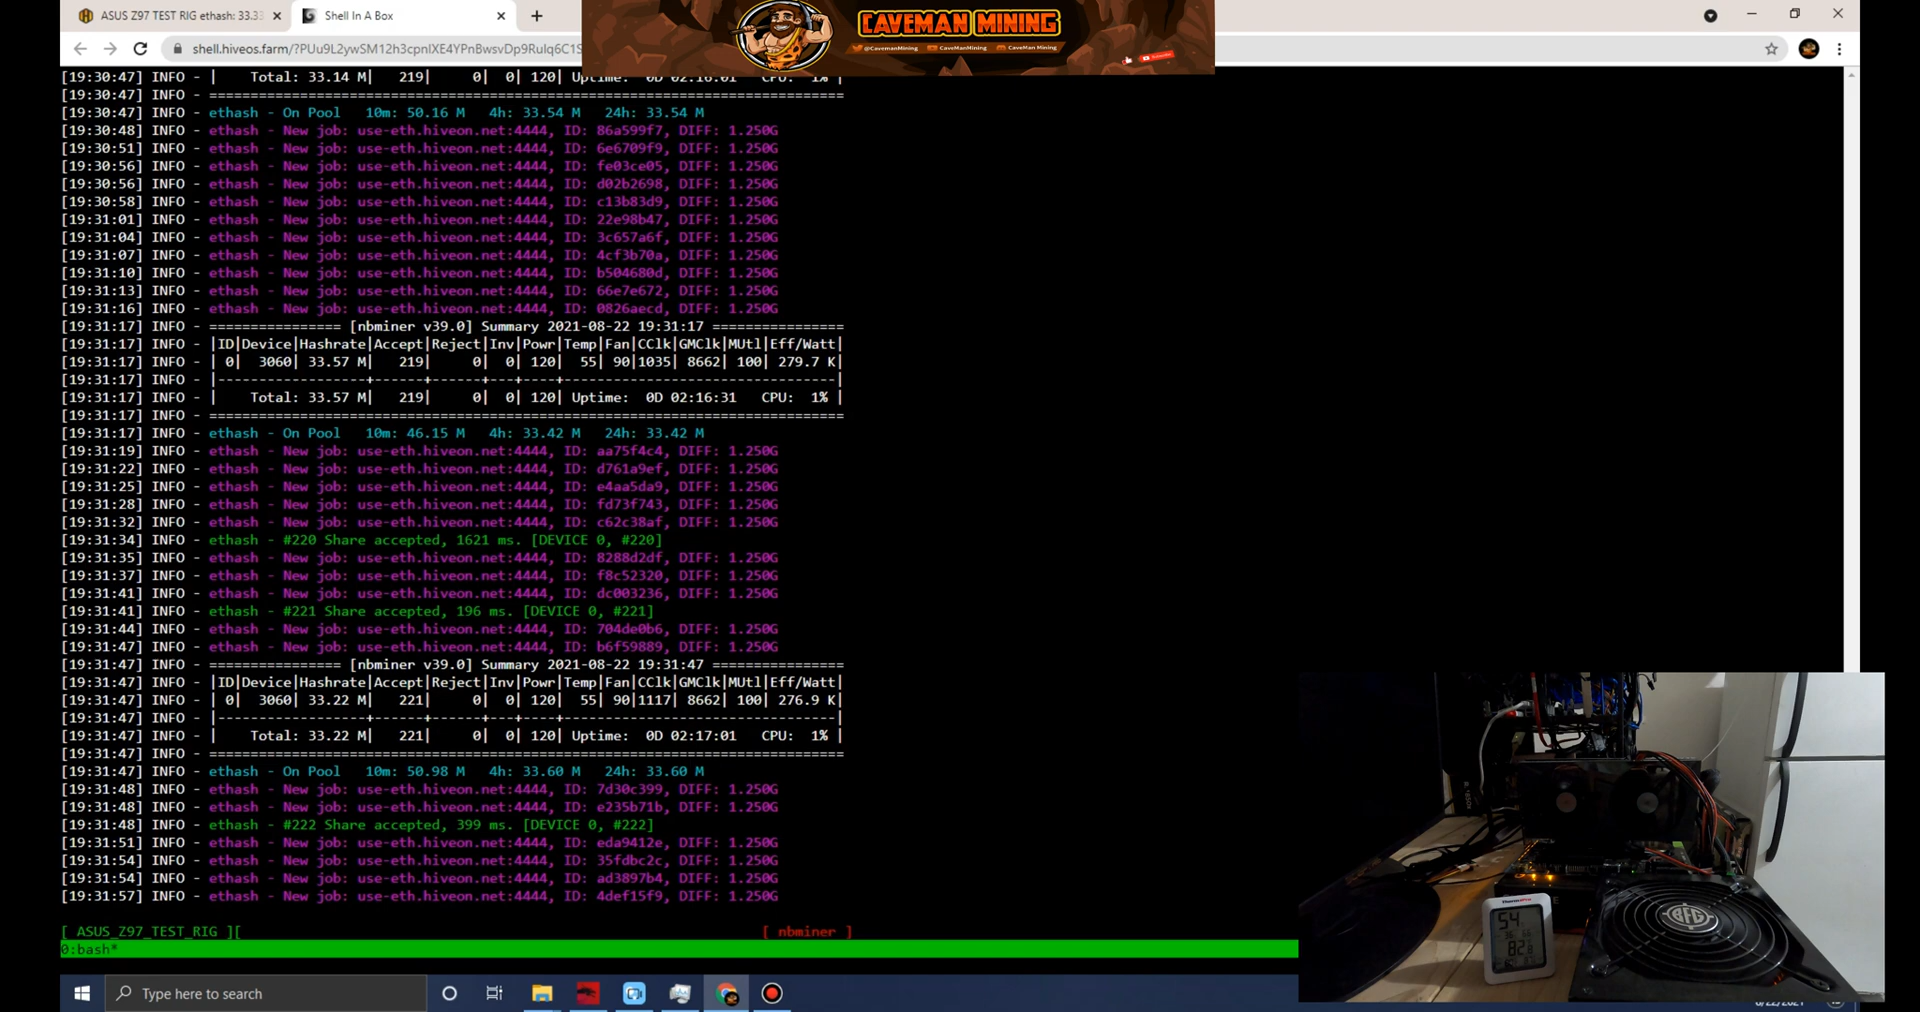 ASUS Z97 TEST RIG ethash: 33.33
Shell In A Box
shell.hiveos.farm/?PUu9L2ywSM12h3cpnIXE4YPnBwsvDp9Rulq6C1S
CAVEMAN MINING
@CavemanMining CaveManMining CaveMan Mining
[19:30:47] INFO - | Total: 33.14 M| 219| 0| 0| 120| Uptime: 0D 02:16:01 CPU: 1% |
[19:30:47] INFO - =============================================================================
[19:30:47] INFO - ethash - On Pool 10m: 50.16 M 4h: 33.54 M 24h: 33.54 M
[19:30:48] INFO - ethash - New job: use-eth.hiveon.net:4444, ID: 86a599f7, DIFF: 1.250G
[19:30:51] INFO - ethash - New job: use-eth.hiveon.net:4444, ID: 6e6709f9, DIFF: 1.250G
[19:30:56] INFO - ethash - New job: use-eth.hiveon.net:4444, ID: fe03ce05, DIFF: 1.250G
[19:30:56] INFO - ethash - New job: use-eth.hiveon.net:4444, ID: d02b2698, DIFF: 1.250G
[19:30:58] INFO - ethash - New job: use-eth.hiveon.net:4444, ID: c13b83d9, DIFF: 1.250G
[19:31:01] INFO - ethash - New job: use-eth.hiveon.net:4444, ID: 22e98b47, DIFF: 1.250G
[19:31:04] INFO - ethash - New job: use-eth.hiveon.net:4444, ID: 3c657a6f, DIFF: 1.250G
[19:31:07] INFO - ethash - New job: use-eth.hiveon.net:4444, ID: 4cf3b70a, DIFF: 1.250G
[19:31:10] INFO - ethash - New job: use-eth.hiveon.net:4444, ID: b504680d, DIFF: 1.250G
[19:31:13] INFO - ethash - New job: use-eth.hiveon.net:4444, ID: 66e7e672, DIFF: 1.250G
[19:31:16] INFO - ethash - New job: use-eth.hiveon.net:4444, ID: 0826aecd, DIFF: 1.250G
[19:31:17] INFO - ================ [nbminer v39.0] Summary 2021-08-22 19:31:17 ================
[19:31:17] INFO - |ID|Device|Hashrate|Accept|Reject|Inv|Powr|Temp|Fan|CClk|GMClk|MUtl|Eff/Watt|
[19:31:17] INFO - | 0| 3060| 33.57 M| 219| 0| 0| 120| 55| 90|1035| 8662| 100| 279.7 K|
[19:31:17] INFO - |------------------+------+------+---+----+---------------------------------|
[19:31:17] INFO - | Total: 33.57 M| 219| 0| 0| 120| Uptime: 0D 02:16:31 CPU: 1% |
[19:31:17] INFO - =============================================================================
[19:31:17] INFO - ethash - On Pool 10m: 46.15 M 4h: 33.42 M 24h: 33.42 M
[19:31:19] INFO - ethash - New job: use-eth.hiveon.net:4444, ID: aa75f4c4, DIFF: 1.250G
[19:31:22] INFO - ethash - New job: use-eth.hiveon.net:4444, ID: d761a9ef, DIFF: 1.250G
[19:31:25] INFO - ethash - New job: use-eth.hiveon.net:4444, ID: e4aa5da9, DIFF: 1.250G
[19:31:28] INFO - ethash - New job: use-eth.hiveon.net:4444, ID: fd73f743, DIFF: 1.250G
[19:31:32] INFO - ethash - New job: use-eth.hiveon.net:4444, ID: c62c38af, DIFF: 1.250G
[19:31:34] INFO - ethash - #220 Share accepted, 1621 ms. [DEVICE 0, #220]
[19:31:35] INFO - ethash - New job: use-eth.hiveon.net:4444, ID: 8288d2df, DIFF: 1.250G
[19:31:37] INFO - ethash - New job: use-eth.hiveon.net:4444, ID: f8c52320, DIFF: 1.250G
[19:31:41] INFO - ethash - New job: use-eth.hiveon.net:4444, ID: dc003236, DIFF: 1.250G
[19:31:41] INFO - ethash - #221 Share accepted, 196 ms. [DEVICE 0, #221]
[19:31:44] INFO - ethash - New job: use-eth.hiveon.net:4444, ID: 704de0b6, DIFF: 1.250G
[19:31:47] INFO - ethash - New job: use-eth.hiveon.net:4444, ID: b6f59889, DIFF: 1.250G
[19:31:47] INFO - ================ [nbminer v39.0] Summary 2021-08-22 19:31:47 ================
[19:31:47] INFO - |ID|Device|Hashrate|Accept|Reject|Inv|Powr|Temp|Fan|CClk|GMClk|MUtl|Eff/Watt|
[19:31:47] INFO - | 0| 3060| 33.22 M| 221| 0| 0| 120| 55| 90|1117| 8662| 100| 276.9 K|
[19:31:47] INFO - |------------------+------+------+---+----+---------------------------------|
[19:31:47] INFO - | Total: 33.22 M| 221| 0| 0| 120| Uptime: 0D 02:17:01 CPU: 1% |
[19:31:47] INFO - =============================================================================
[19:31:47] INFO - ethash - On Pool 10m: 50.98 M 4h: 33.60 M 24h: 33.60 M
[19:31:48] INFO - ethash - New job: use-eth.hiveon.net:4444, ID: 7d30c399, DIFF: 1.250G
[19:31:48] INFO - ethash - New job: use-eth.hiveon.net:4444, ID: e235b71b, DIFF: 1.250G
[19:31:48] INFO - ethash - #222 Share accepted, 399 ms. [DEVICE 0, #222]
[19:31:51] INFO - ethash - New job: use-eth.hiveon.net:4444, ID: eda9412e, DIFF: 1.250G
[19:31:54] INFO - ethash - New job: use-eth.hiveon.net:4444, ID: 35fdbc2c, DIFF: 1.250G
[19:31:54] INFO - ethash - New job: use-eth.hiveon.net:4444, ID: ad3897b4, DIFF: 1.250G
[19:31:57] INFO - ethash - New job: use-eth.hiveon.net:4444, ID: 4def15f9, DIFF: 1.250G
[ ASUS_Z97_TEST_RIG ][ [ nbminer ]
0:bash*
ThermoPro
54
82.8
BFG
Type here to search